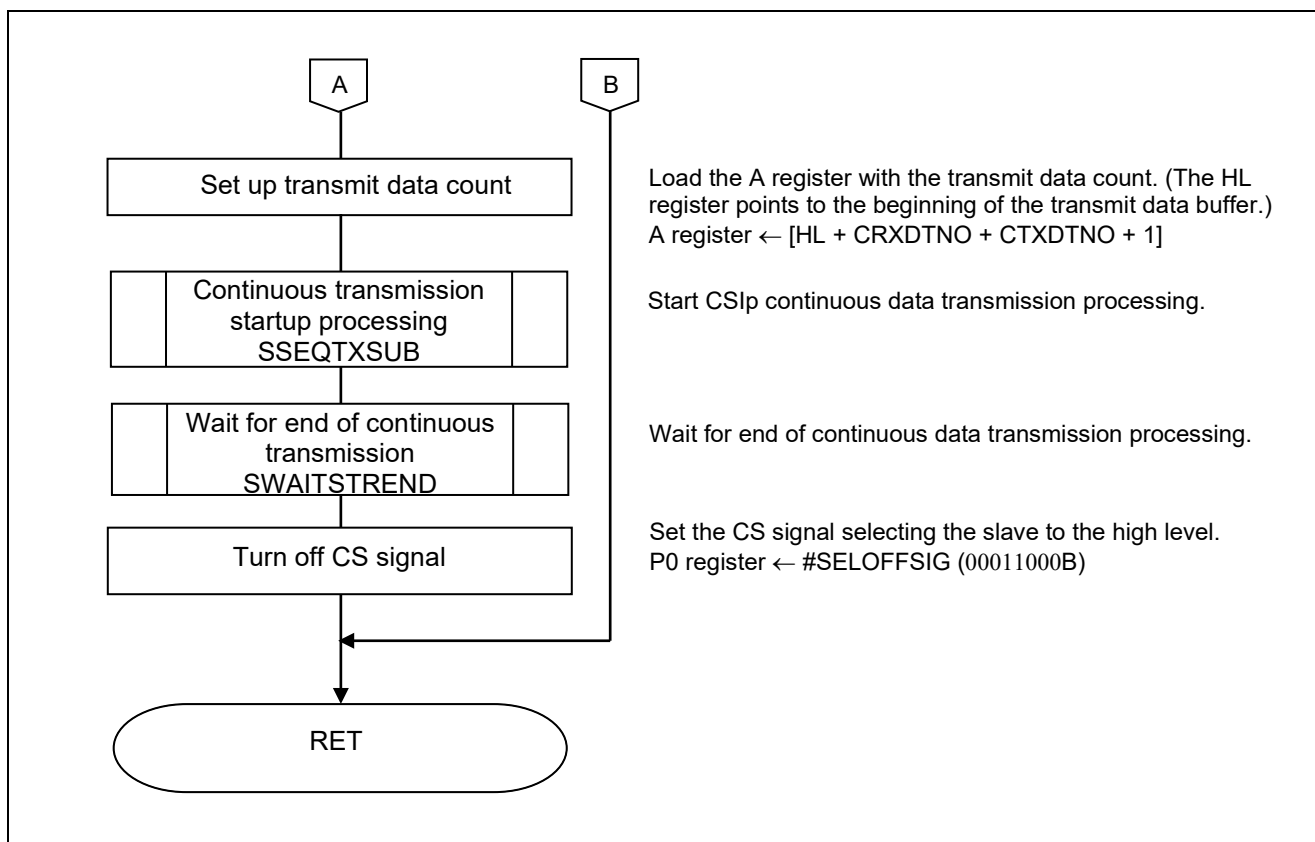 A
B
Set up transmit data count
Load the A register with the transmit data count. (The HL
register points to the beginning of the transmit data buffer.)
A register ← [HL + CRXDTNO + CTXDTNO + 1]
Continuous transmission
startup processing
SSEQTXSUB
Start CSIp continuous data transmission processing.
Wait for end of continuous
transmission
SWAITSTREND
Wait for end of continuous data transmission processing.
Turn off CS signal
Set the CS signal selecting the slave to the high level.
P0 register ← #SELOFFSIG (00011000B)
RET